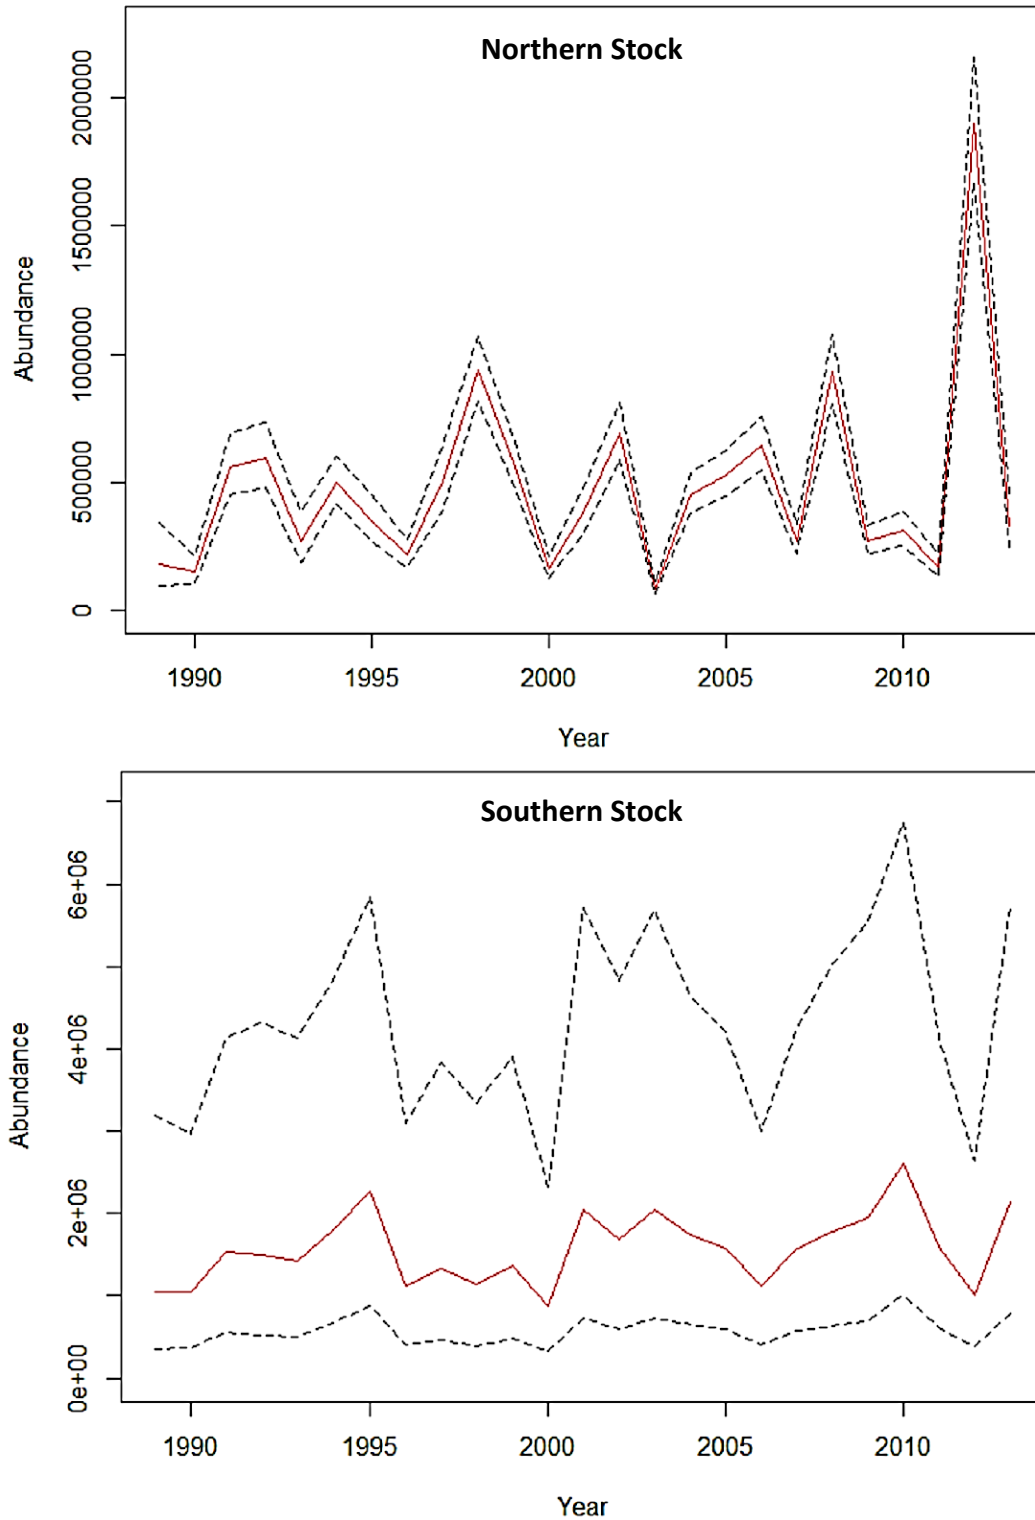 Northern Stock
2000000
1500000
1000000
500000
0
Abundance
1990 1995 2000 2005 2010
Year
Southern Stock
6e+06
4e+06
2e+06
0e+00
Abundance
1990 1995 2000 2005 2010
Year